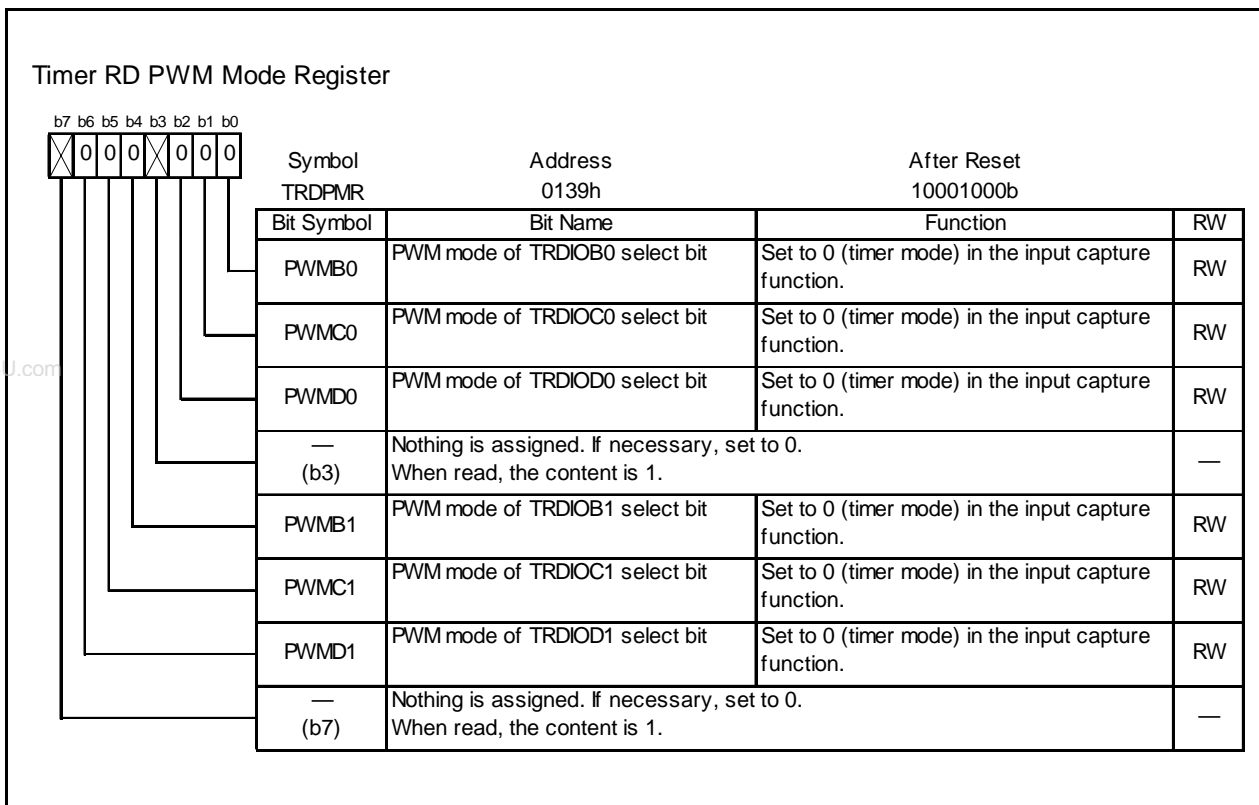 Timer RD PWM Mode Register
b7 b6 b5 b4 b3 b2 b1 b0
0 0 0 0 0 0
Symbol Address After Reset
TRDPMR 0139h 10001000b
Bit Symbol Bit Name Function RW
PWMB0 PWM mode of TRDIOB0 select bit Set to 0 (timer mode) in the input capture function. RW
PWMC0 PWM mode of TRDIOC0 select bit Set to 0 (timer mode) in the input capture function. RW
U.com
PWMD0 PWM mode of TRDIOD0 select bit Set to 0 (timer mode) in the input capture function. RW
— (b3) Nothing is assigned. If necessary, set to 0.
When read, the content is 1. —
PWMB1 PWM mode of TRDIOB1 select bit Set to 0 (timer mode) in the input capture function. RW
PWMC1 PWM mode of TRDIOC1 select bit Set to 0 (timer mode) in the input capture function. RW
PWMD1 PWM mode of TRDIOD1 select bit Set to 0 (timer mode) in the input capture function. RW
— (b7) Nothing is assigned. If necessary, set to 0.
When read, the content is 1. —